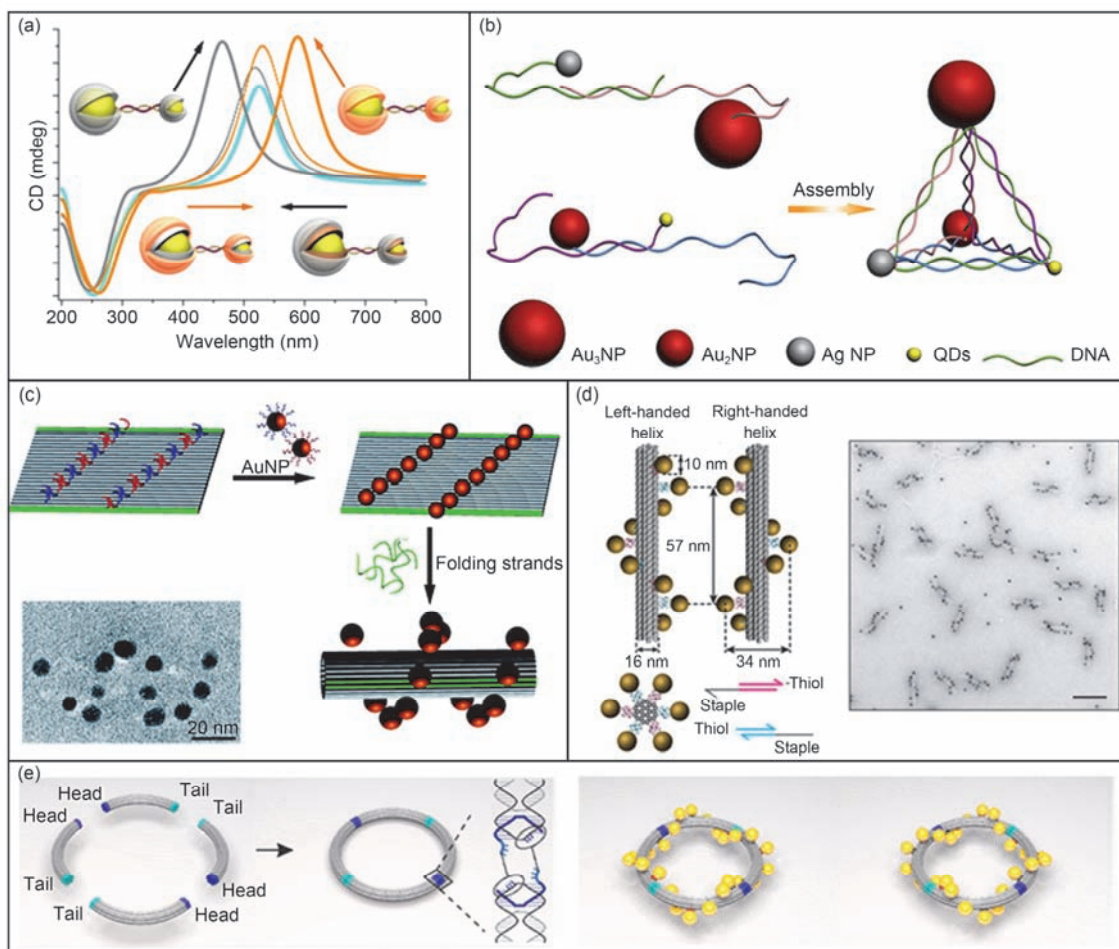 (a)
CD (mdeg)
200 300 400 500 600 700 800
Wavelength (nm)
(b)
Assembly
Au₃NP Au₂NP Ag NP QDs DNA
(c)
AuNP
Folding strands
20 nm
(d)
Left-handed
helix
Right-handed
helix
10 nm
57 nm
16 nm
34 nm
-Thiol
Staple
Thiol
Staple
(e)
Head
Tail
Head
Tail
Tail
Head
Tail
Head